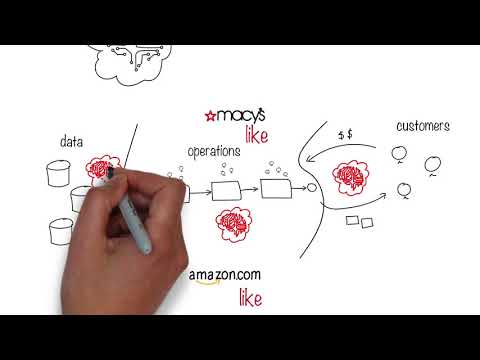 macy's
like
data
operations
$ $
customers
amazon.com
like